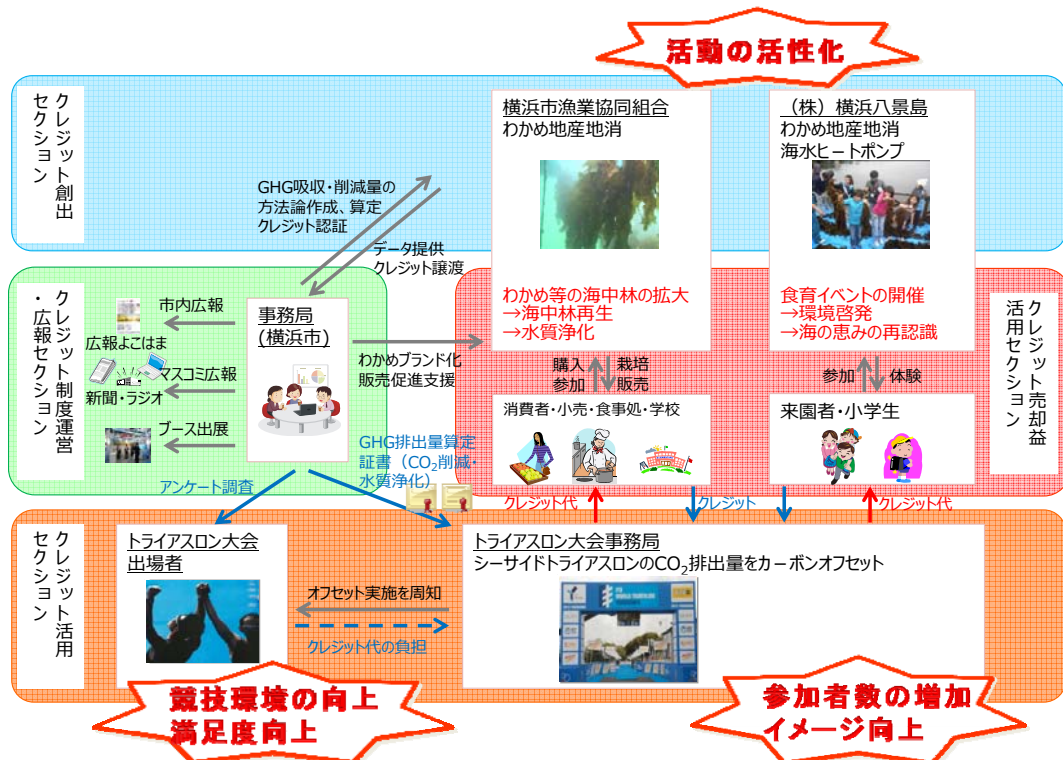 活動の活性化
クレジット創出
セクション
横浜市漁業協同組合
わかめ地産地消
（株）横浜八景島
わかめ地産地消
海水ヒートポンプ
GHG吸収・削減量の
方法論作成、算定
クレジット認証
データ提供
クレジット譲渡
クレジット制度運営
・広報セクション
市内広報
広報よこはま
マスコミ広報
新聞・ラジオ
ブース出展
事務局
(横浜市)
わかめブランド化
販売促進支援
わかめ等の海中林の拡大
→海中林再生
→水質浄化
食育イベントの開催
→環境啓発
→海の恵みの再認識
クレジット売却益
活用セクション
購入
参加
栽培
販売
参加
体験
消費者・小売・食事処・学校
来園者・小学生
GHG排出量算定
証書（CO₂削減・
水質浄化）
アンケート調査
クレジット代
クレジット
クレジット代
クレジット活用
セクション
トライアスロン大会
出場者
オフセット実施を周知
クレジット代の負担
トライアスロン大会事務局
シーサイドトライアスロンのCO₂排出量をカーボンオフセット
競技環境の向上
満足度向上
参加者数の増加
イメージ向上